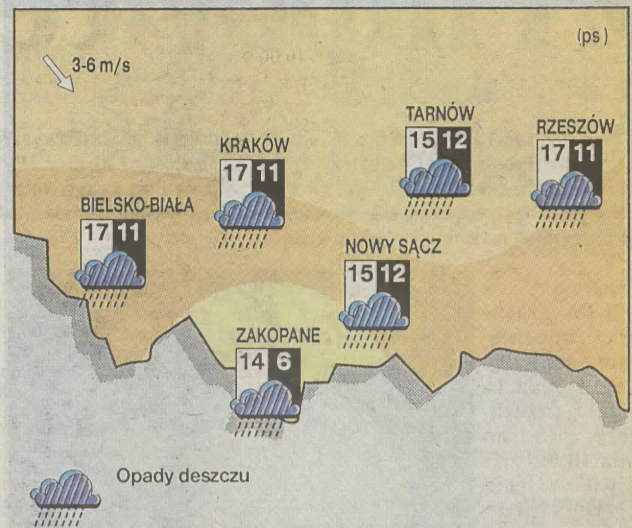 (ps)
3-6 m/s
TARNÓW
15 12
RZESZÓW
17 11
KRAKÓW
17 11
BIELSKO-BIAŁA
17 11
NOWY SĄCZ
15 12
ZAKOPANE
14 6
Opady deszczu